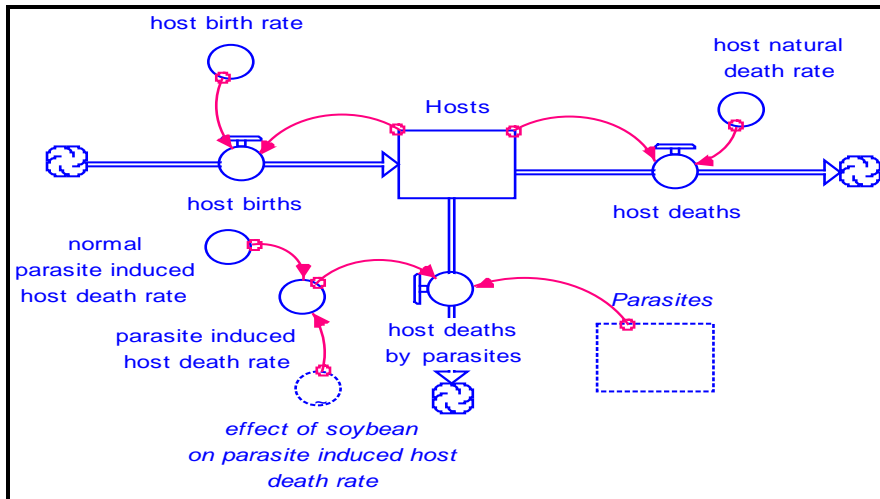 host birth rate
host natural
death rate
Hosts
host births
host deaths
normal
parasite induced
host death rate
Parasites
parasite induced
host death rate
host deaths
by parasites
effect of soybean
on parasite induced host
death rate